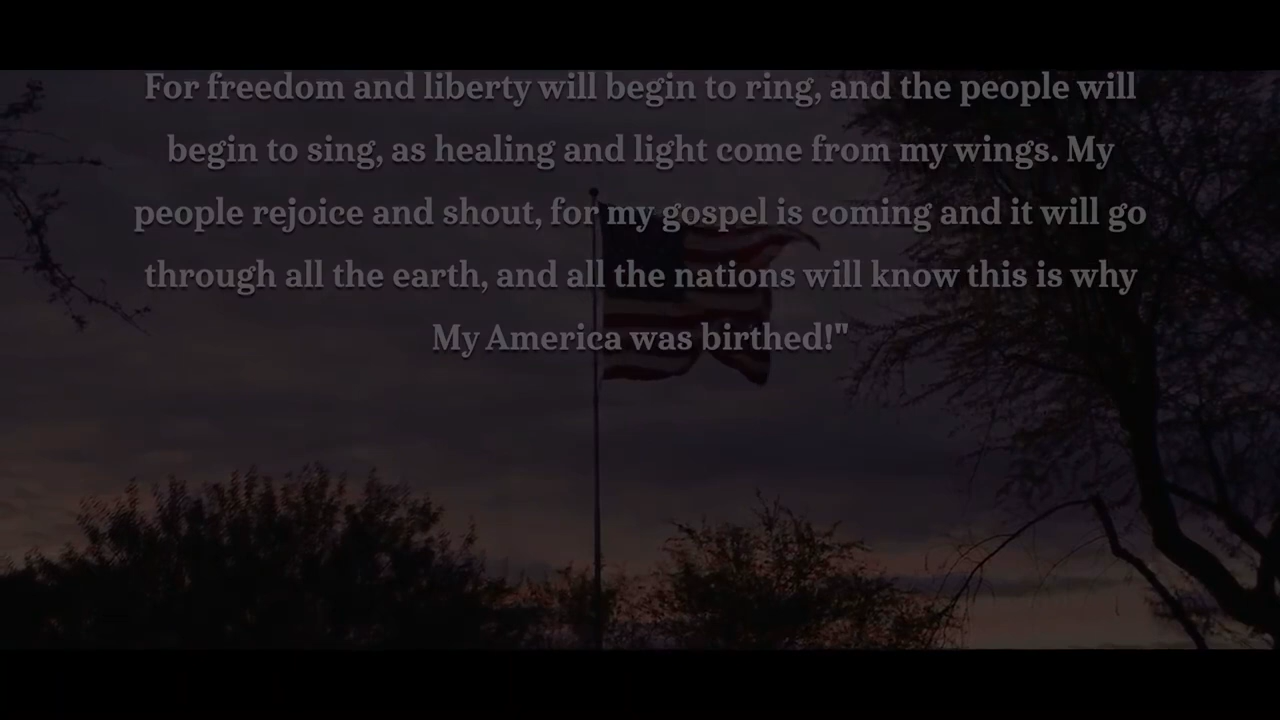 For freedom and liberty will begin to ring, and the people will
begin to sing, as healing and light come from my wings. My
people rejoice and shout, for my gospel is coming and it will go
through all the earth, and all the nations will know this is why
My America was birthed!"